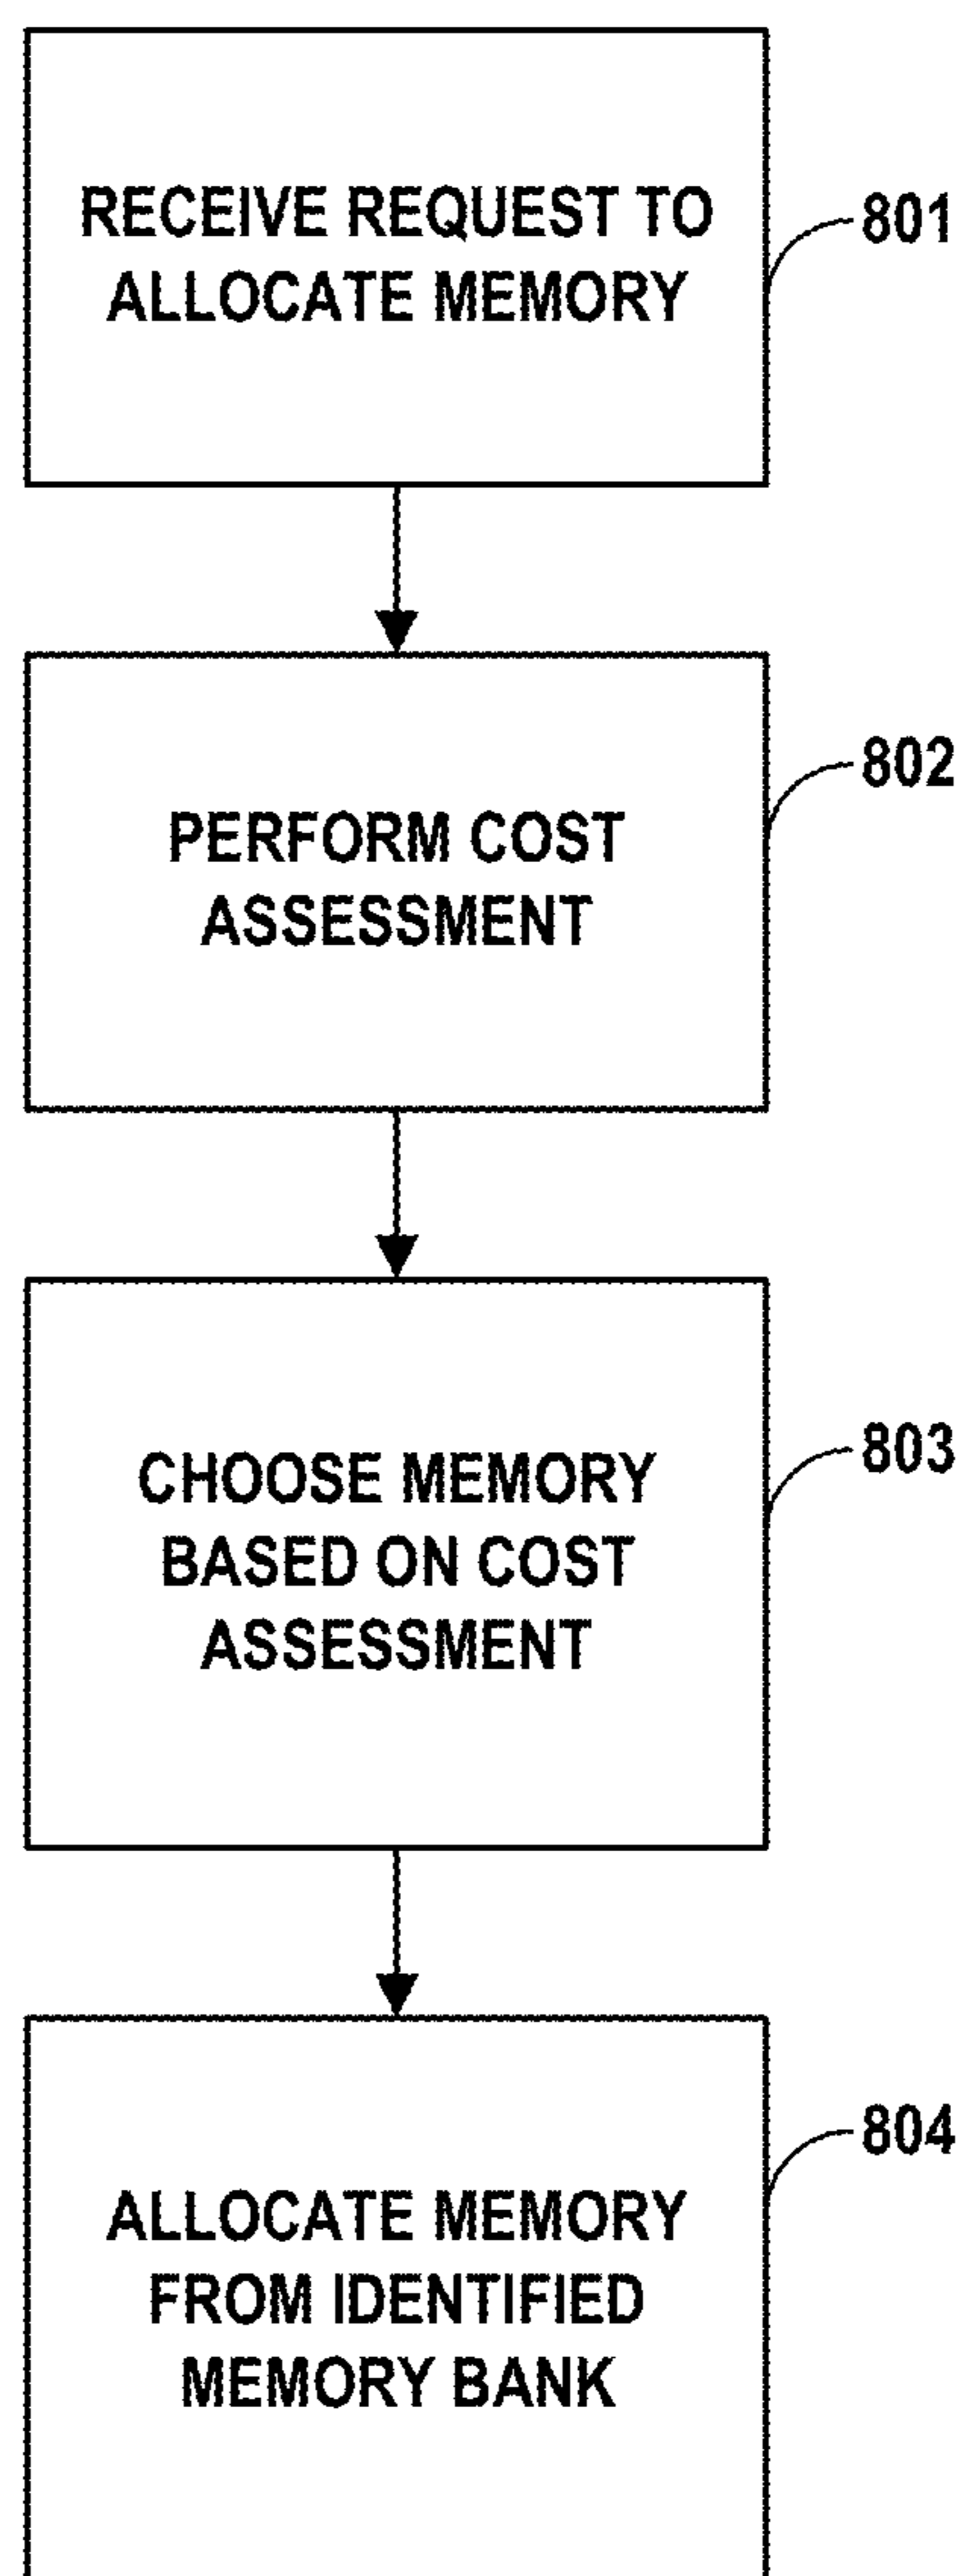 RECEIVE REQUEST TO
ALLOCATE MEMORY
801
PERFORM COST
ASSESSMENT
802
CHOOSE MEMORY
BASED ON COST
ASSESSMENT
803
ALLOCATE MEMORY
FROM IDENTIFIED
MEMORY BANK
804